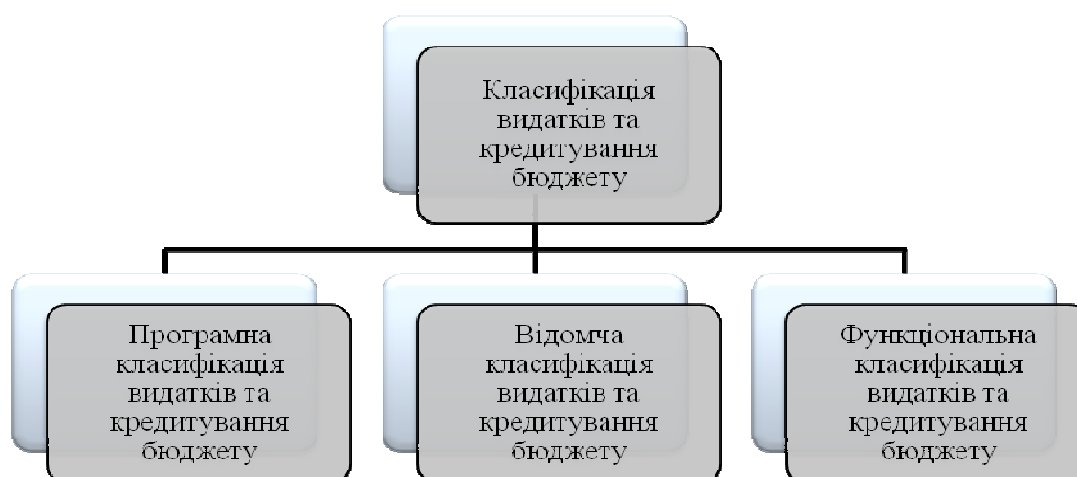 Класифікація
видатків та
кредитування
бюджету
Програмна
класифікація
видатків та
кредитування
бюджету
Відомча
класифікація
видатків та
кредитування
бюджету
Функціональна
класифікація
видатків та
кредитування
бюджету